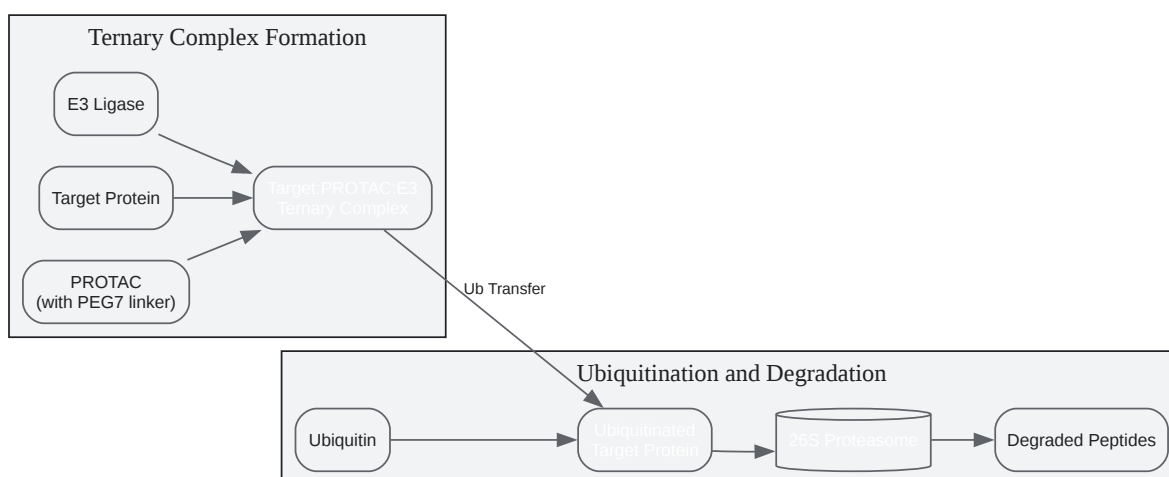 Ternary Complex Formation
E3 Ligase
Target Protein
Target:PROTAC:E3
Ternary Complex
PROTAC
(with PEG7 linker)
Ub Transfer
Ubiquitination and Degradation
Ubiquitin
Ubiquitinated
Target Protein
26S Proteasome
Degraded Peptides